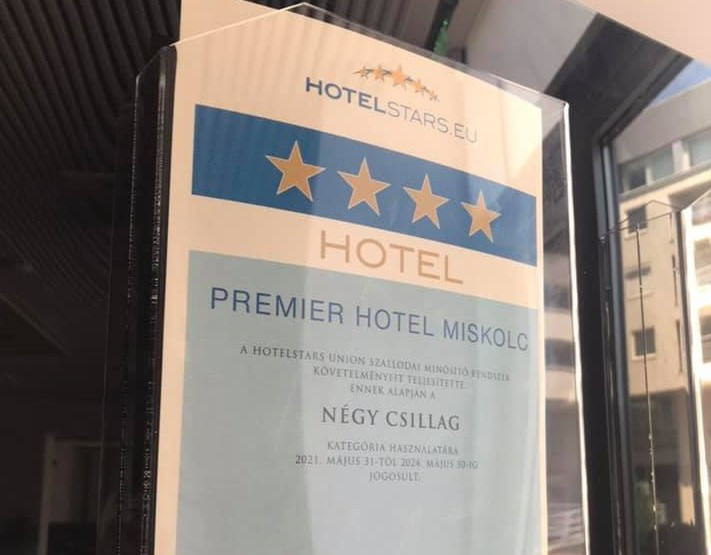 HOTELSTARS.EU
HOTEL
PREMIER HOTEL MISKOLC
A HOTELSTARS UNION SZÁLLODAI MINŐSÍTŐ RENDSZER
KÖVETELMÉNYEIT TELJESÍTETTE.
ENNEK ALAPJÁN A
NÉGY CSILLAG
KATEGÓRIA HASZNÁLATÁRA
2021. MÁJUS 31-TŐL 2024. MÁJUS 30-IG
JOGOSULT.